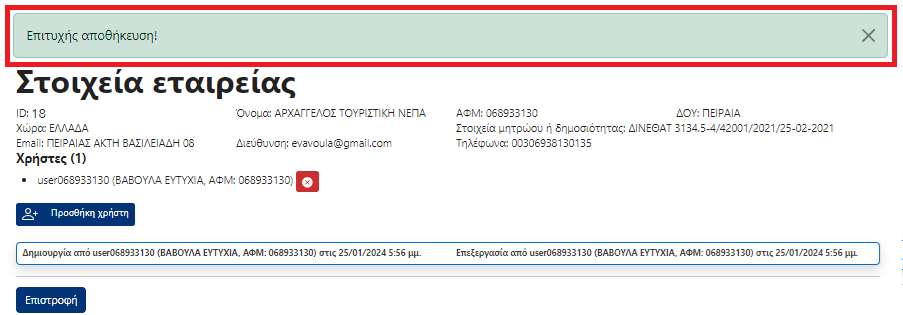 Επιτυχής αποθήκευση!
Στοιχεία εταιρείας
ID: 18 Όνομα: ΑΡΧΑΓΓΕΛΟΣ ΤΟΥΡΙΣΤΙΚΗ ΝΕΠΑ ΑΦΜ: 068933130 ΔΟΥ: ΠΕΙΡΑΙΑ
Χώρα: ΕΛΛΑΔΑ Στοιχεία μητρώου ή δημοσιότητας: ΔΙΝΕΘΑΤ 3134.5-4/42001/2021/25-02-2021
Email: ΠΕΙΡΑΙΑΣ ΑΚΤΗ ΒΑΣΙΛΕΙΑΔΗ 08 Διεύθυνση: evavoula@gmail.com Τηλέφωνα: 00306938130135
Χρήστες (1)
• user068933130 (ΒΑΒΟΥΛΑ ΕΥΤΥΧΙΑ, ΑΦΜ: 068933130)
Προσθήκη χρήστη
Δημιουργία από user068933130 (ΒΑΒΟΥΛΑ ΕΥΤΥΧΙΑ, ΑΦΜ: 068933130) στις 25/01/2024 5:56 μμ. Επεξεργασία από user068933130 (ΒΑΒΟΥΛΑ ΕΥΤΥΧΙΑ, ΑΦΜ: 068933130) στις 25/01/2024 5:56 μμ.
Επιστροφή